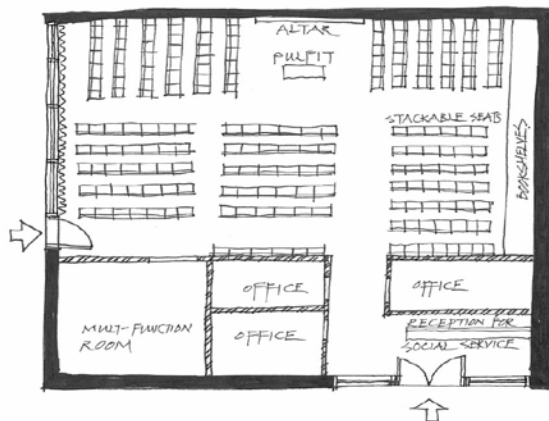 ALTAR
PULPIT
STACKABLE SEATS
BOOKSHELVES
OFFICE
OFFICE
MULTI-FUNCTION
ROOM
OFFICE
RECEPTION FOR
SOCIAL SERVICE